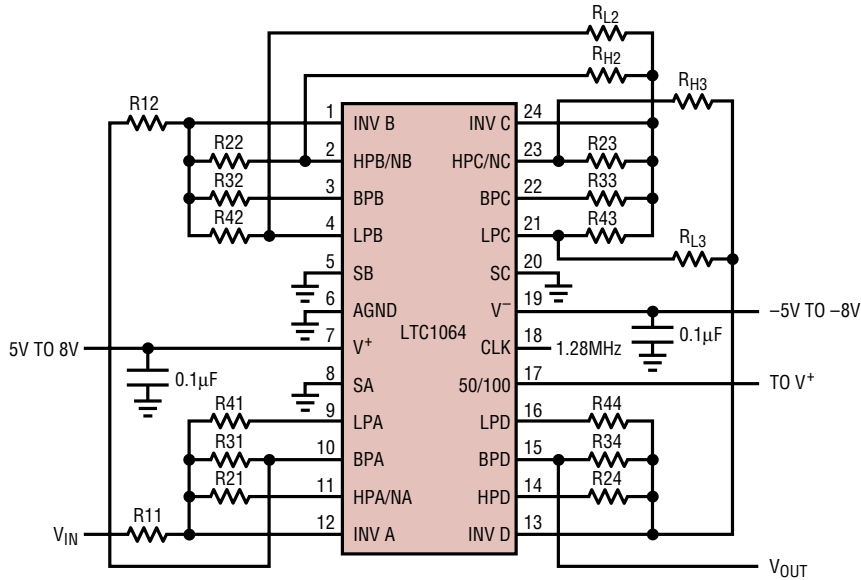 RL2
RH2
RH3
R12
1 INV B INV C 24
R22 2 HPB/NB HPC/NC 23 R23
R32 3 BPB BPC 22 R33
R42 4 LPB LPC 21 R43
RL3
5 SB SC 20
6 AGND V– 19 –5V TO –8V
LTC1064
0.1µF
5V TO 8V 7 V+ CLK 18 1.28MHz
0.1µF
8 SA 50/100 17 TO V+
R41 9 LPA LPD 16 R44
R31 10 BPA BPD 15 R34
R21 11 HPA/NA HPD 14 R24
VIN R11 12 INV A INV D 13
VOUT